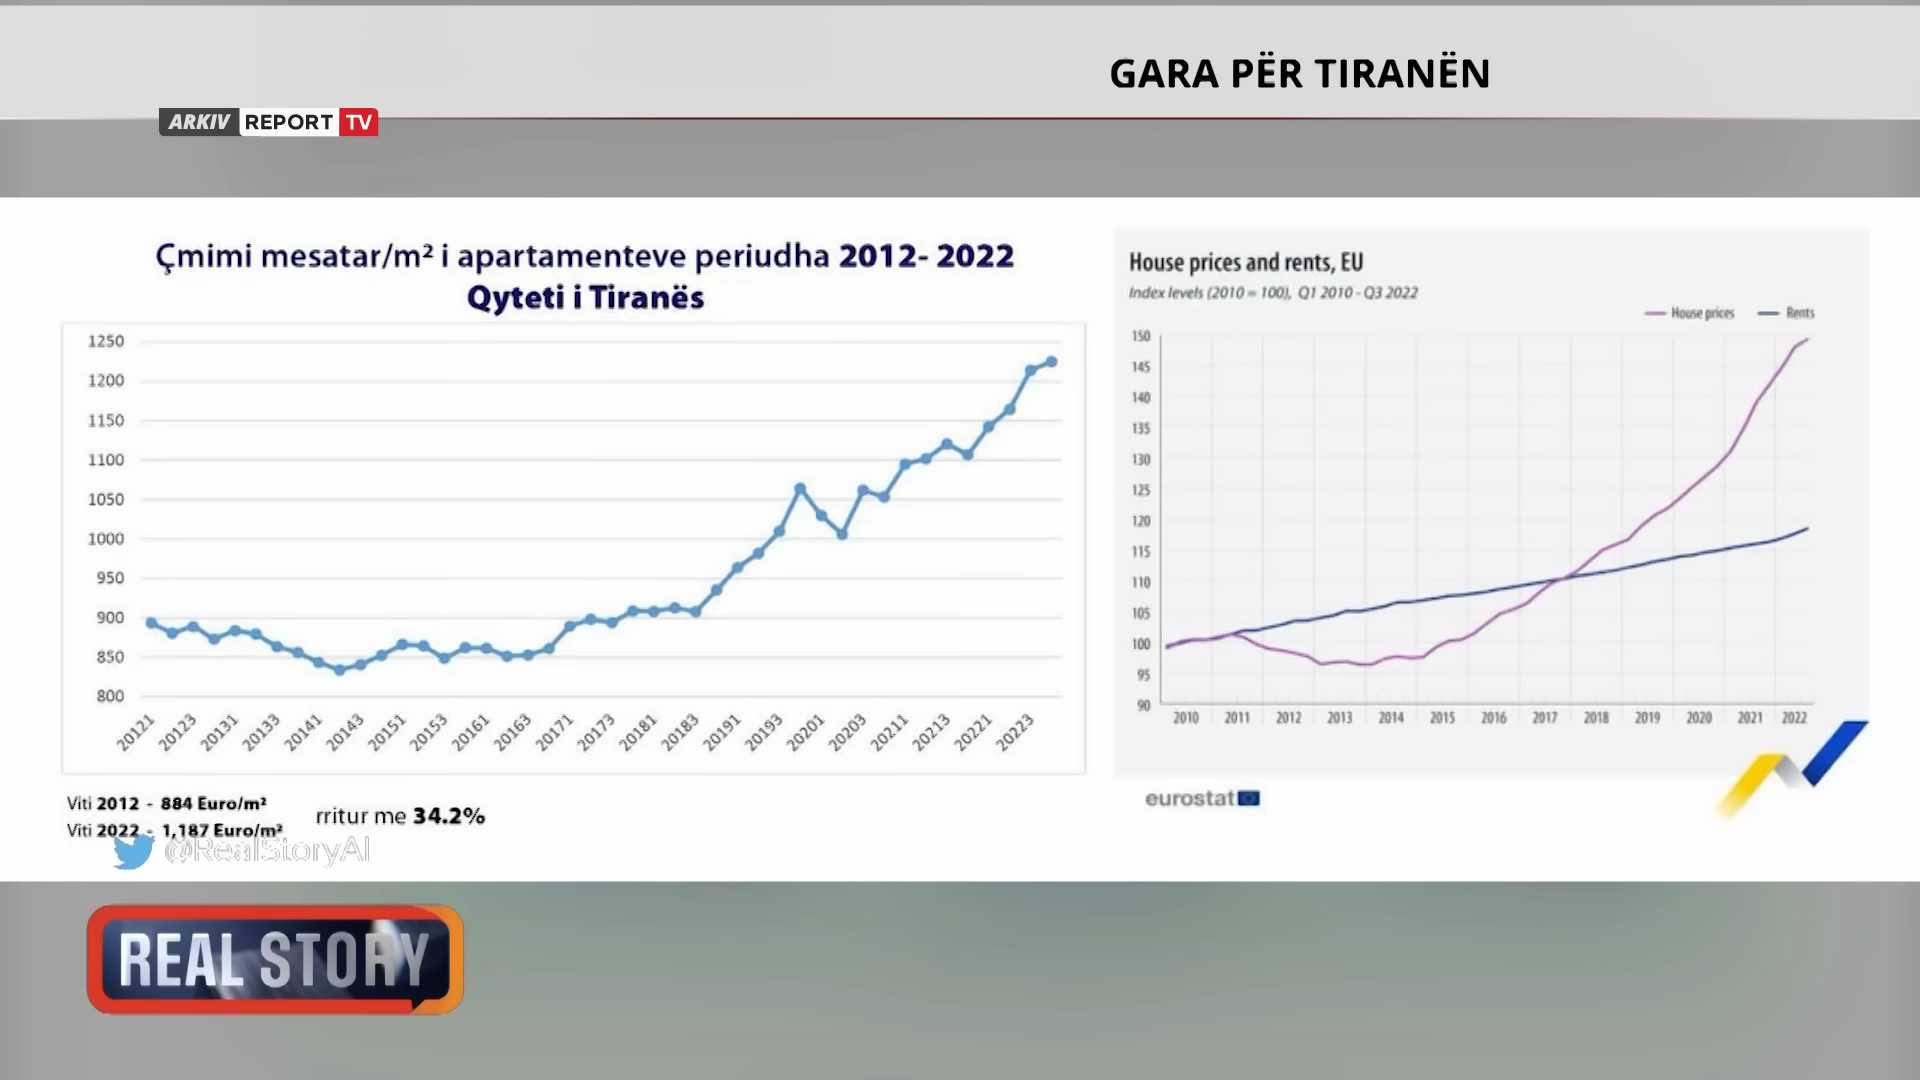 GARA PËR TIRANËN
ARKIV REPORT TV
Çmimi mesatar/m² i apartamenteve periudha 2012- 2022
Qyteti i Tiranës
1250
1200
1150
1100
1050
1000
950
900
850
800
20121 20123 20131 20133 20141 20143 20151 20153 20161 20163 20171 20173 20181 20183 20191 20193 20201 20203 20211 20213 20221 20223
Viti 2012 - 884 Euro/m²
Viti 2022 - 1,187 Euro/m²
rritur me 34.2%
@RealStoryAl
House prices and rents, EU
Index levels (2010 = 100), Q1 2010 - Q3 2022
House prices Rents
150
145
140
135
130
125
120
115
110
105
100
95
90
2010 2011 2012 2013 2014 2015 2016 2017 2018 2019 2020 2021 2022
eurostat
REAL STORY